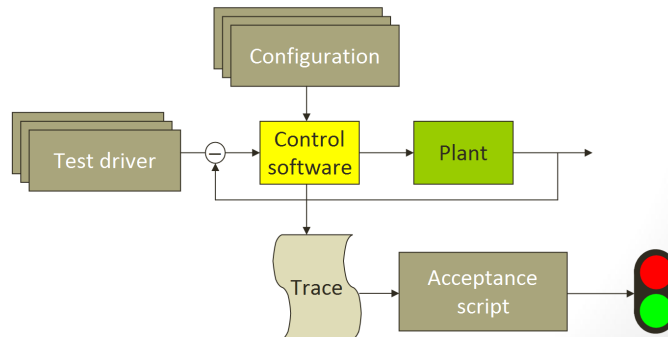 Configuration
Test driver
Control
software
Plant
Trace
Acceptance
script